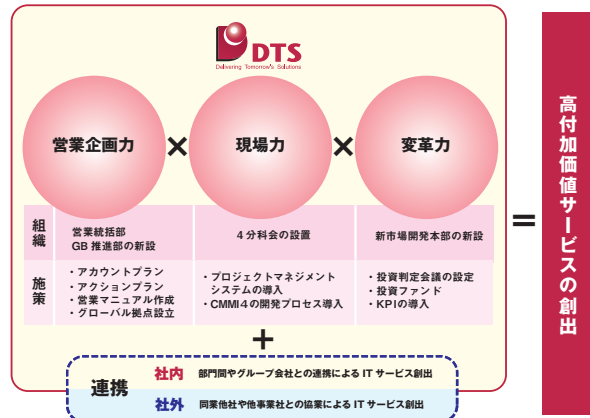 DTS
Delivering Tomorrow's Solutions
営業企画力 × 現場力 × 変革力
組織
営業統括部
GB 推進部の新設
4分科会の設置
新市場開発本部の新設
施策
・アカウントプラン
・アクションプラン
・営業マニュアル作成
・グローバル拠点設立
・プロジェクトマネジメント
システムの導入
・CMMI4の開発プロセス導入
・投資判定会議の設定
・投資ファンド
・KPIの導入
+
連携
社内 部門間やグループ会社との連携による IT サービス創出
社外 同業他社や他事業社との協業による IT サービス創出
=
高付加価値サービスの創出